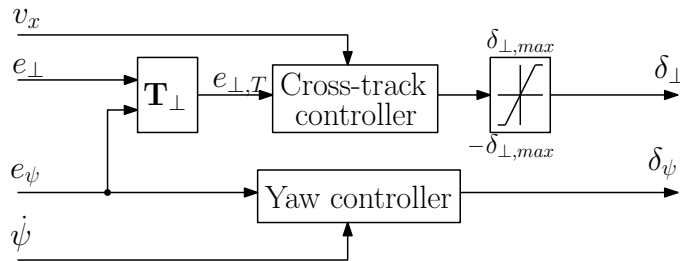 v_x
δ_{⊥,max}
e_⊥
T_⊥
e_{⊥,T}
Cross-track
controller
δ_⊥
-δ_{⊥,max}
e_ψ
Yaw controller
δ_ψ
ψ̇